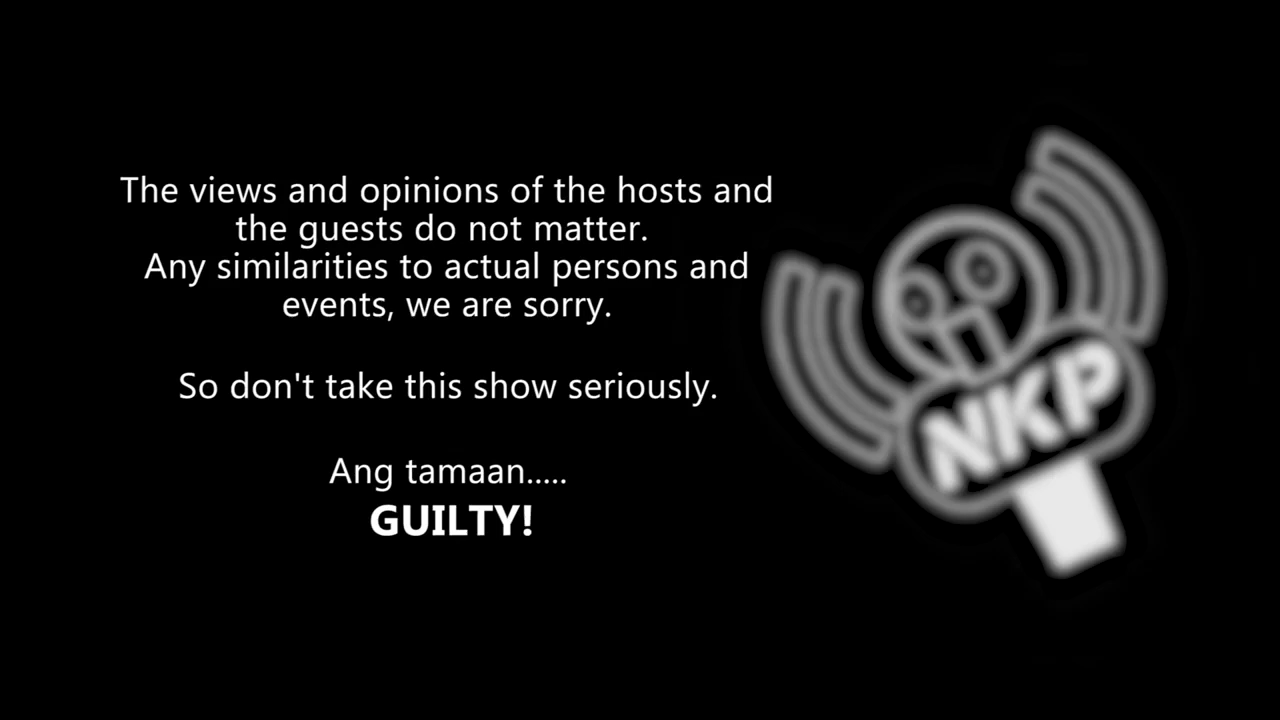 The views and opinions of the hosts and
the guests do not matter.
Any similarities to actual persons and
events, we are sorry.
So don't take this show seriously.
Ang tamaan.....
GUILTY!
NKP